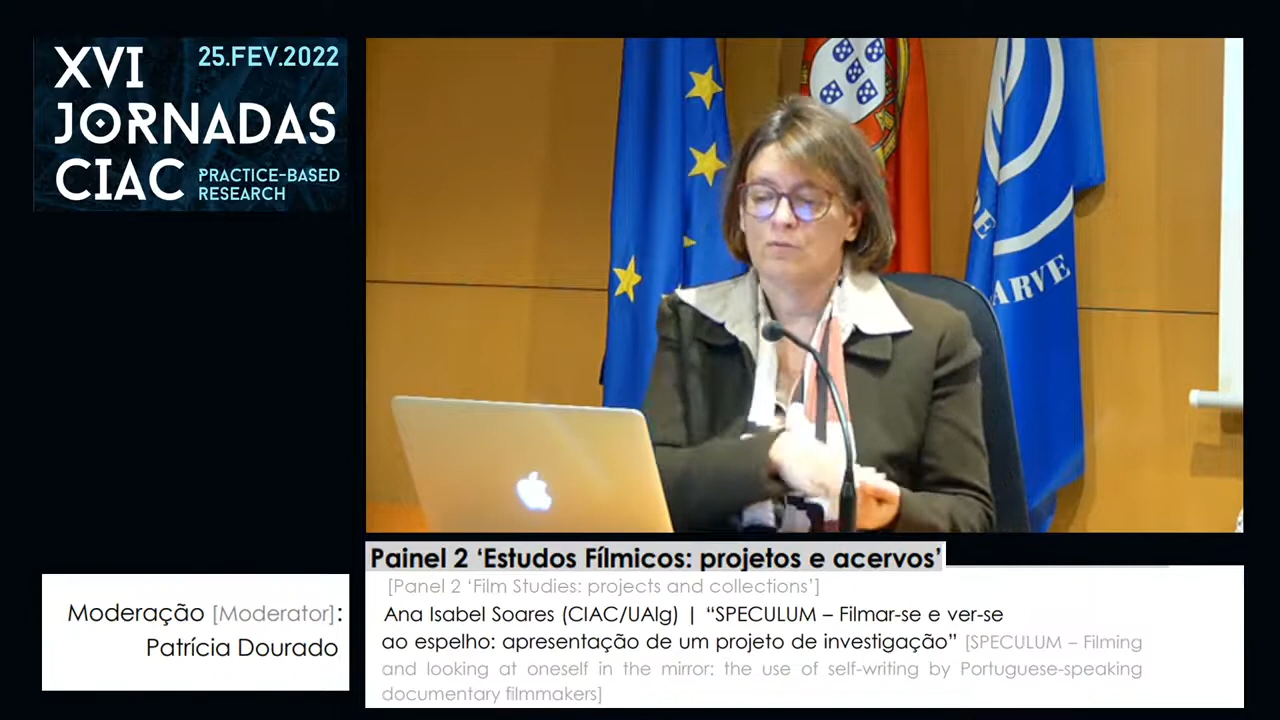 XVI
25.FEV.2022
JORNADAS
CIAC
PRACTICE-BASED
RESEARCH
DE
ARVE
Painel 2 ‘Estudos Fílmicos: projetos e acervos’
[Panel 2 ‘Film Studies: projects and collections’]
Ana Isabel Soares (CIAC/UAlg) | “SPECULUM – Filmar-se e ver-se
ao espelho: apresentação de um projeto de investigação” [SPECULUM – Filming
and looking at oneself in the mirror: the use of self-writing by Portuguese-speaking
documentary filmmakers]
Moderação [Moderator]:
Patrícia Dourado